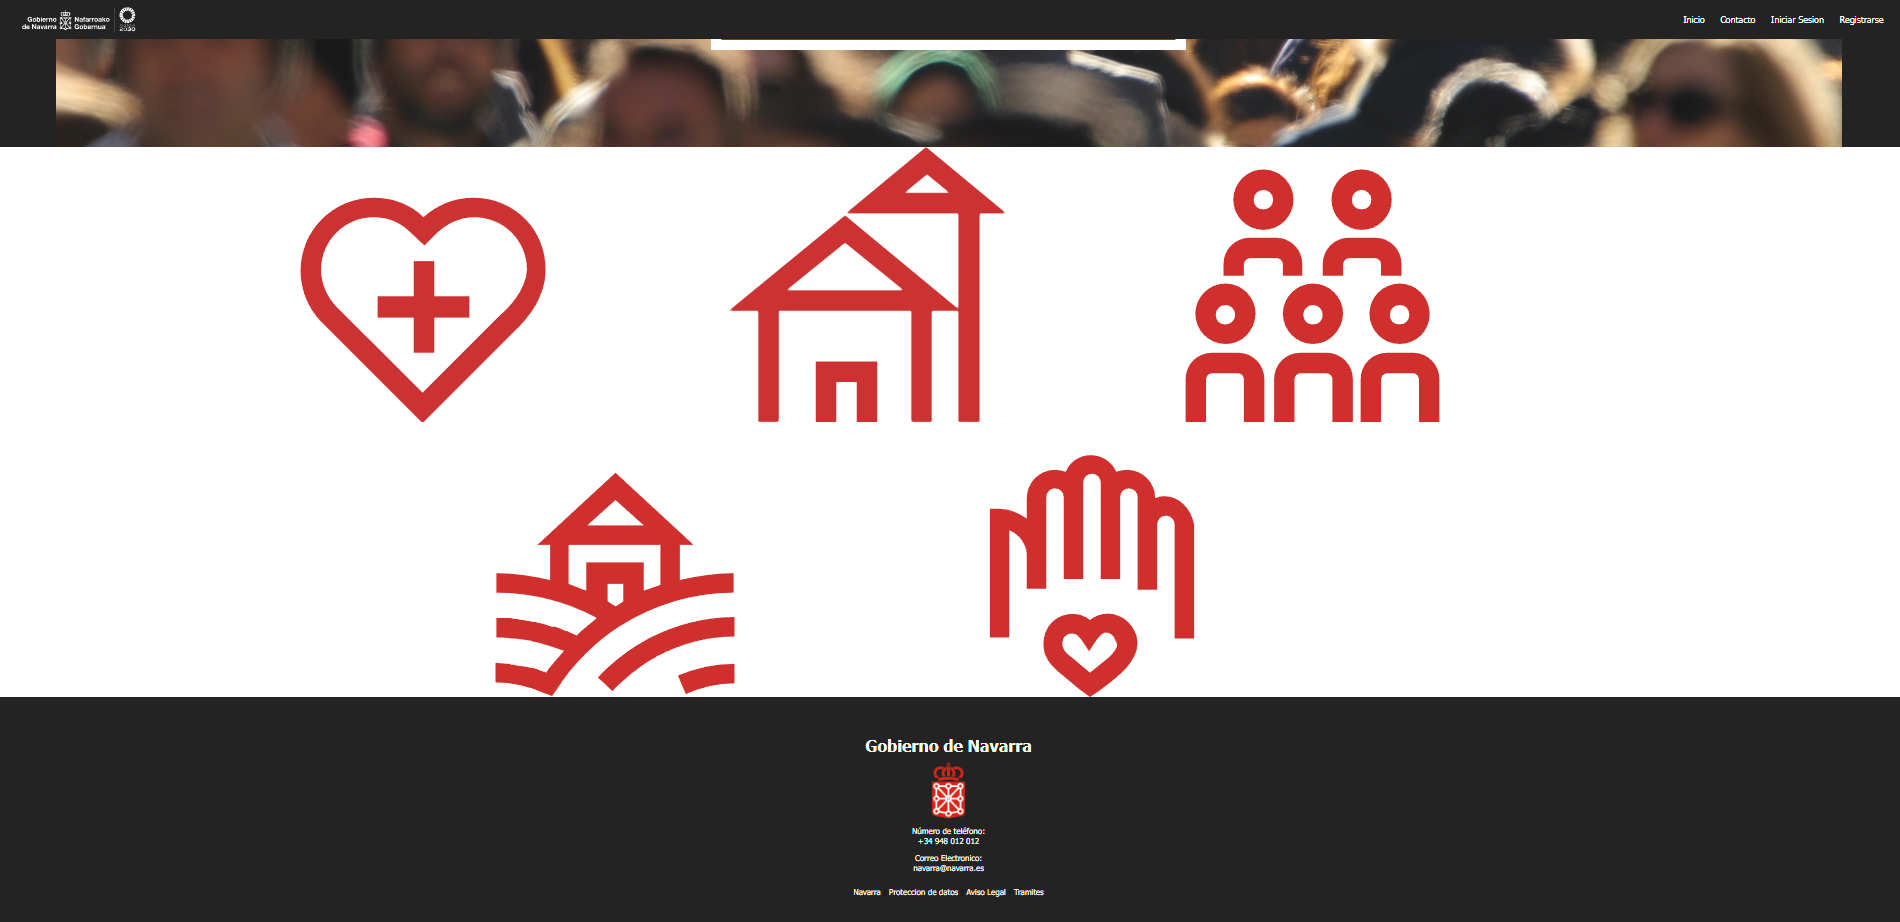 Gobierno de Navarra
Nafarroako Gobernua
2030
Inicio Contacto Iniciar Sesion Registrarse
Gobierno de Navarra
Número de teléfono:
+34 948 012 012
Correo Electronico:
navarra@navarra.es
Navarra Proteccion de datos Aviso Legal Tramites